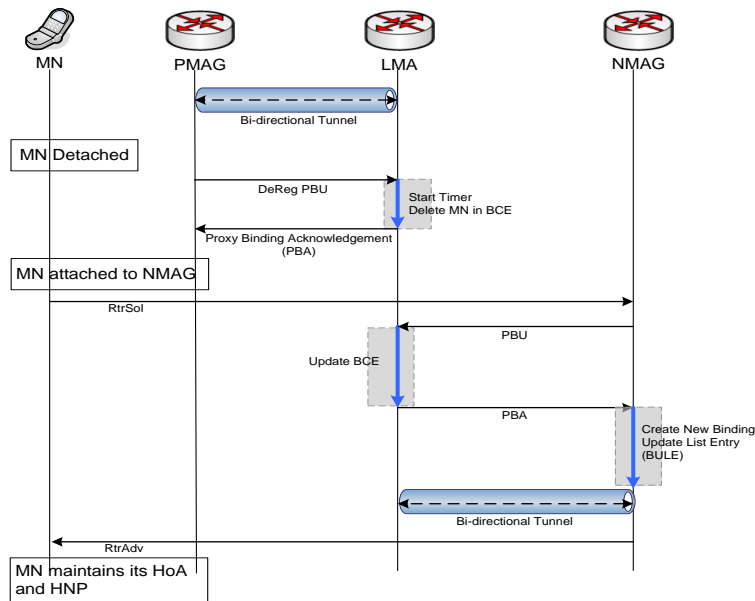 MN
PMAG
LMA
NMAG
Bi-directional Tunnel
MN Detached
DeReg PBU
Start Timer
Delete MN in BCE
Proxy Binding Acknowledgement
(PBA)
MN attached to NMAG
RtrSol
PBU
Update BCE
PBA
Create New Binding
Update List Entry
(BULE)
Bi-directional Tunnel
RtrAdv
MN maintains its HoA
and HNP